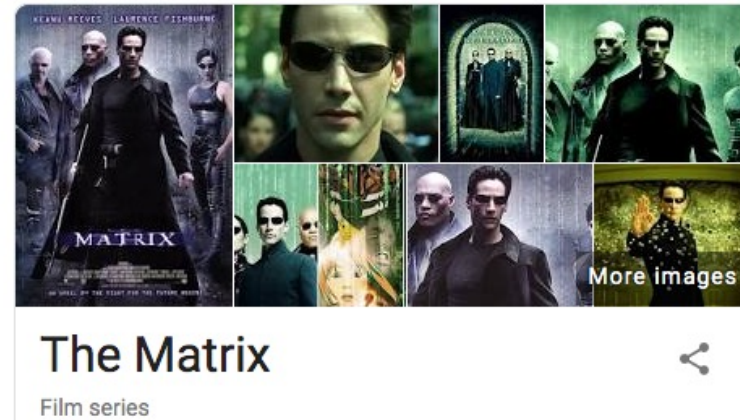 KEANU REEVES LAURENCE FISHBURNE
MATRIX
More images
The Matrix
Film series